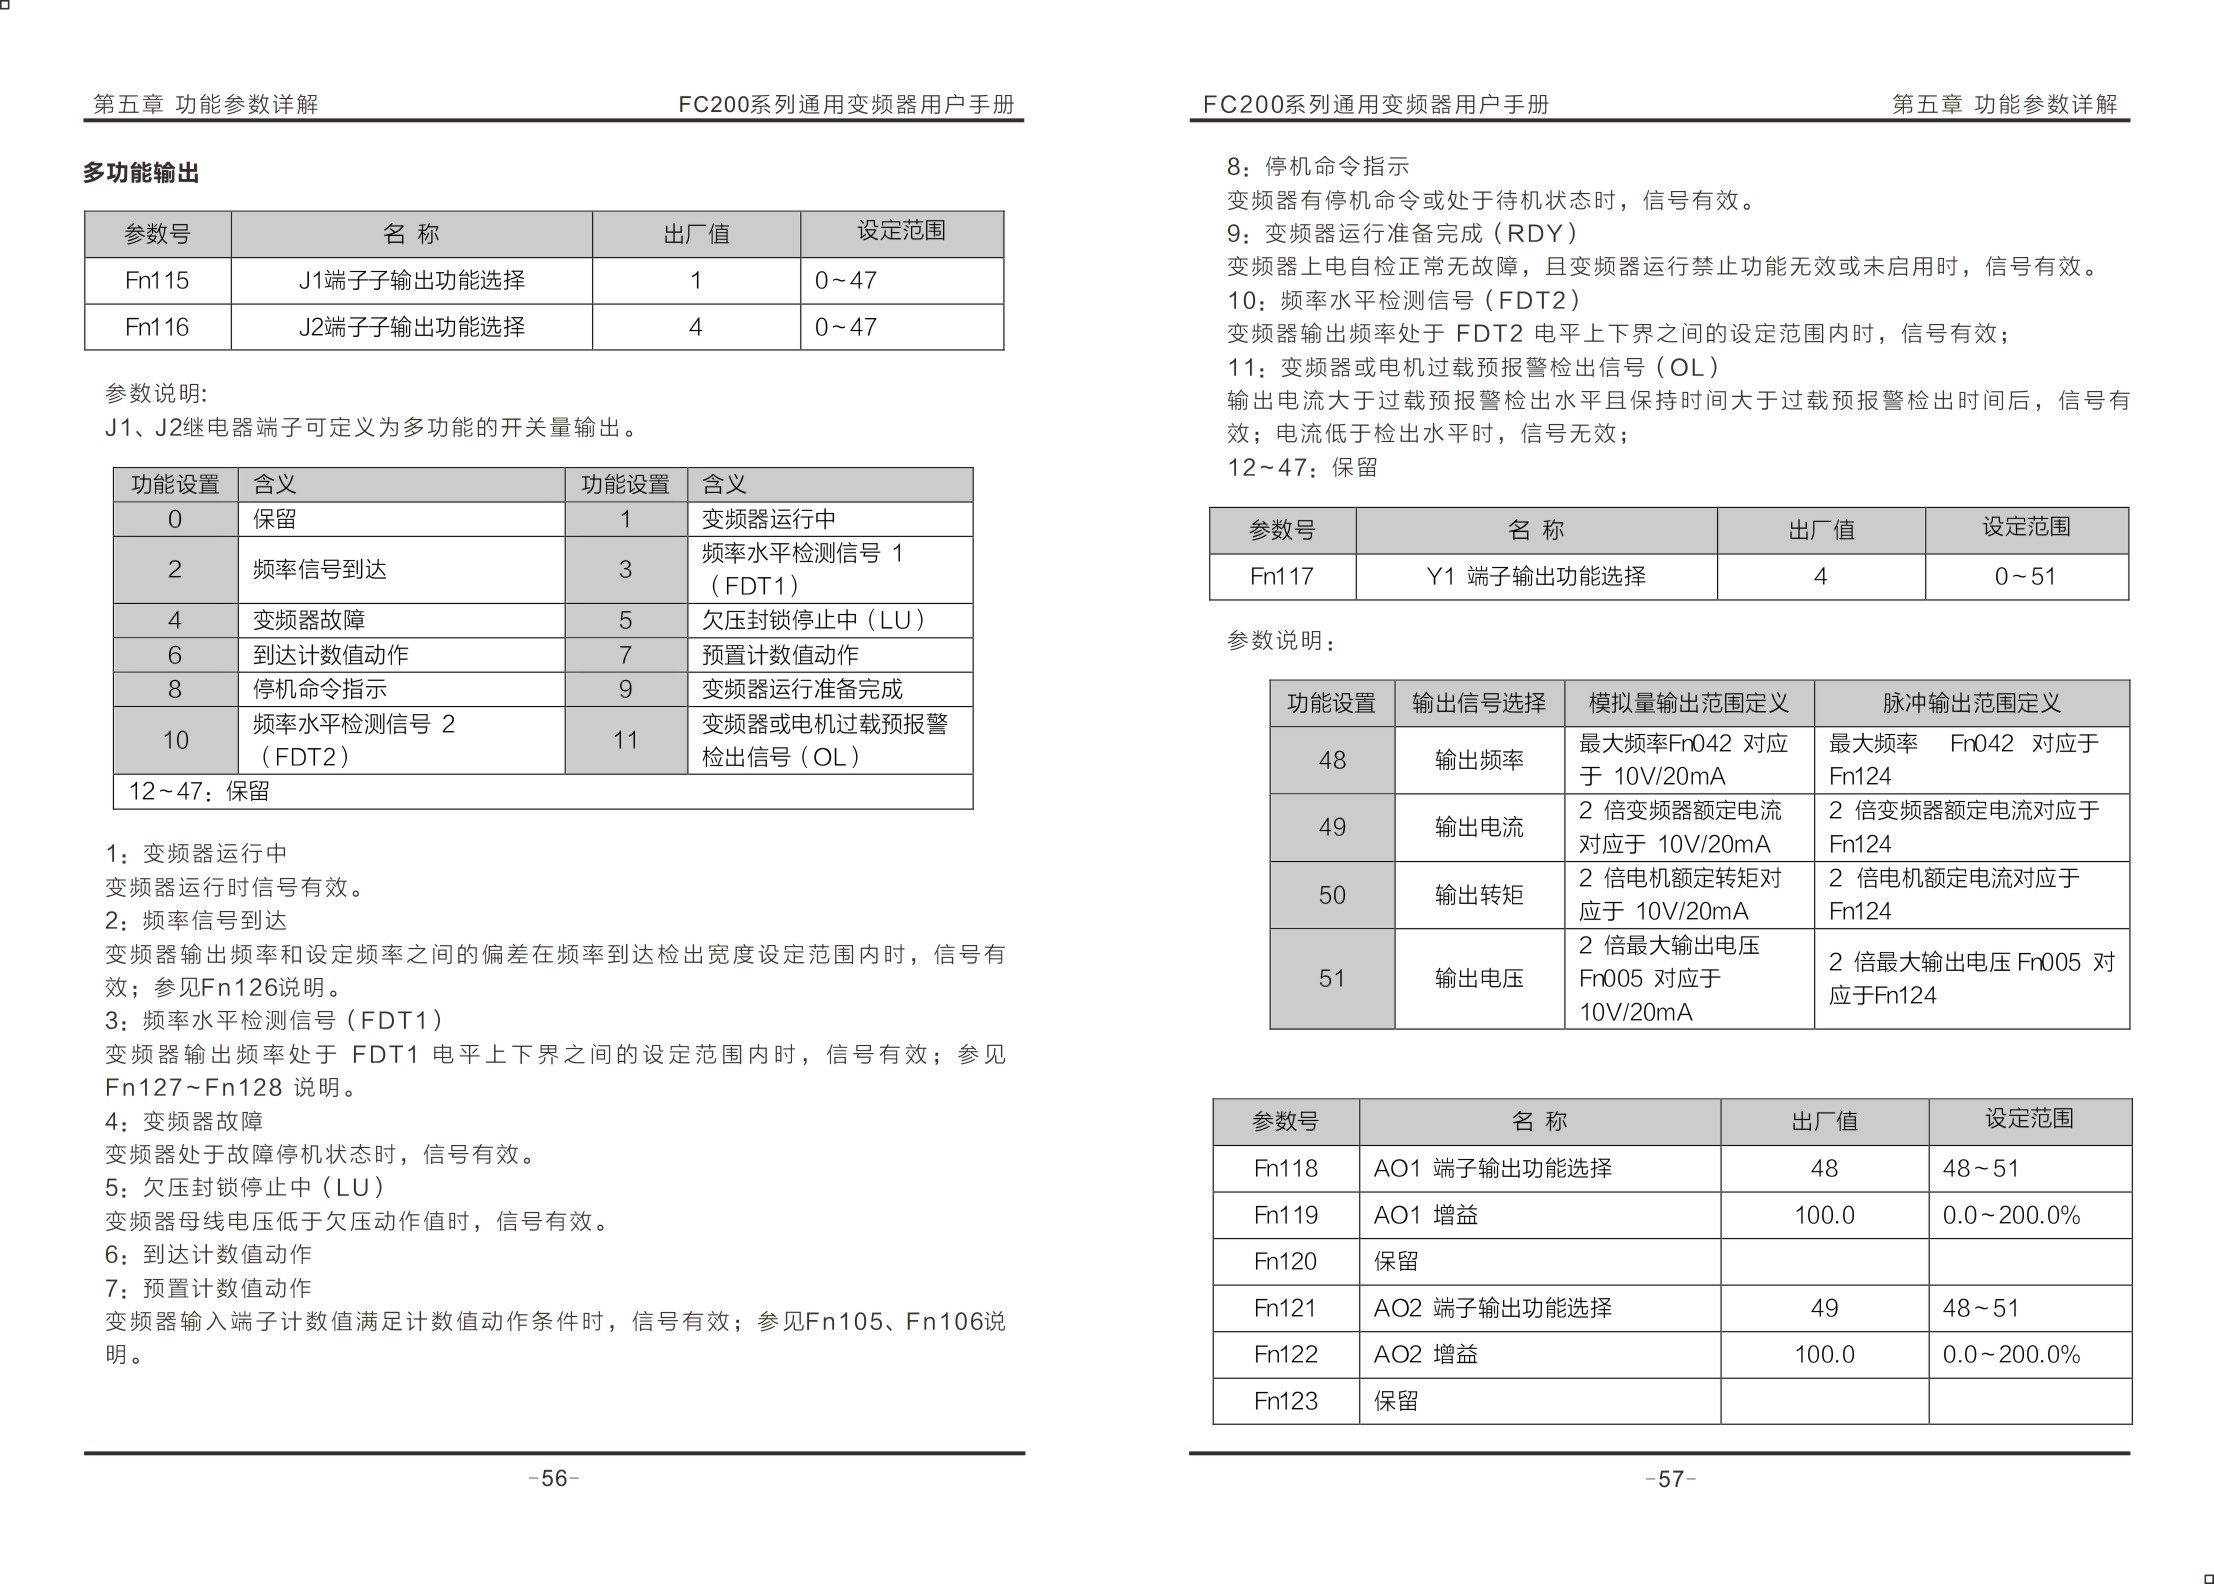 第五章 功能参数详解
FC200系列通用变频器用户手册
多功能输出
参数号 名 称 出厂值 设定范围
Fn115 J1端子子输出功能选择 1 0~47
Fn116 J2端子子输出功能选择 4 0~47
参数说明:
J1、J2继电器端子可定义为多功能的开关量输出。
功能设置 含义 功能设置 含义
0 保留 1 变频器运行中
2 频率信号到达 3 频率水平检测信号 1
（FDT1）
4 变频器故障 5 欠压封锁停止中（LU）
6 到达计数值动作 7 预置计数值动作
8 停机命令指示 9 变频器运行准备完成
10 频率水平检测信号 2
（FDT2）
11 变频器或电机过载预报警
检出信号（OL）
12~47：保留
1：变频器运行中
变频器运行时信号有效。
2：频率信号到达
变频器输出频率和设定频率之间的偏差在频率到达检出宽度设定范围内时，信号有
效；参见Fn126说明。
3：频率水平检测信号（FDT1）
变频器输出频率处于 FDT1 电平上下界之间的设定范围内时，信号有效；参见
Fn127~Fn128 说明。
4：变频器故障
变频器处于故障停机状态时，信号有效。
5：欠压封锁停止中（LU）
变频器母线电压低于欠压动作值时，信号有效。
6：到达计数值动作
7：预置计数值动作
变频器输入端子计数值满足计数值动作条件时，信号有效；参见Fn105、Fn106说
明。
-56-
FC200系列通用变频器用户手册
第五章 功能参数详解
8：停机命令指示
变频器有停机命令或处于待机状态时，信号有效。
9：变频器运行准备完成（RDY）
变频器上电自检正常无故障，且变频器运行禁止功能无效或未启用时，信号有效。
10：频率水平检测信号（FDT2）
变频器输出频率处于 FDT2 电平上下界之间的设定范围内时，信号有效；
11：变频器或电机过载预报警检出信号（OL）
输出电流大于过载预报警检出水平且保持时间大于过载预报警检出时间后，信号有
效；电流低于检出水平时，信号无效；
12~47：保留
参数号 名 称 出厂值 设定范围
Fn117 Y1 端子输出功能选择 4 0~51
参数说明：
功能设置 输出信号选择 模拟量输出范围定义 脉冲输出范围定义
48 输出频率 最大频率Fn042 对应
于 10V/20mA
最大频率 Fn042 对应于
Fn124
49 输出电流 2 倍变频器额定电流
对应于 10V/20mA
2 倍变频器额定电流对应于
Fn124
50 输出转矩 2 倍电机额定转矩对
应于 10V/20mA
2 倍电机额定电流对应于
Fn124
51 输出电压 2 倍最大输出电压
Fn005 对应于
10V/20mA
2 倍最大输出电压 Fn005 对
应于Fn124
参数号 名 称 出厂值 设定范围
Fn118 AO1 端子输出功能选择 48 48~51
Fn119 AO1 增益 100.0 0.0~200.0%
Fn120 保留
Fn121 AO2 端子输出功能选择 49 48~51
Fn122 AO2 增益 100.0 0.0~200.0%
Fn123 保留
-57-